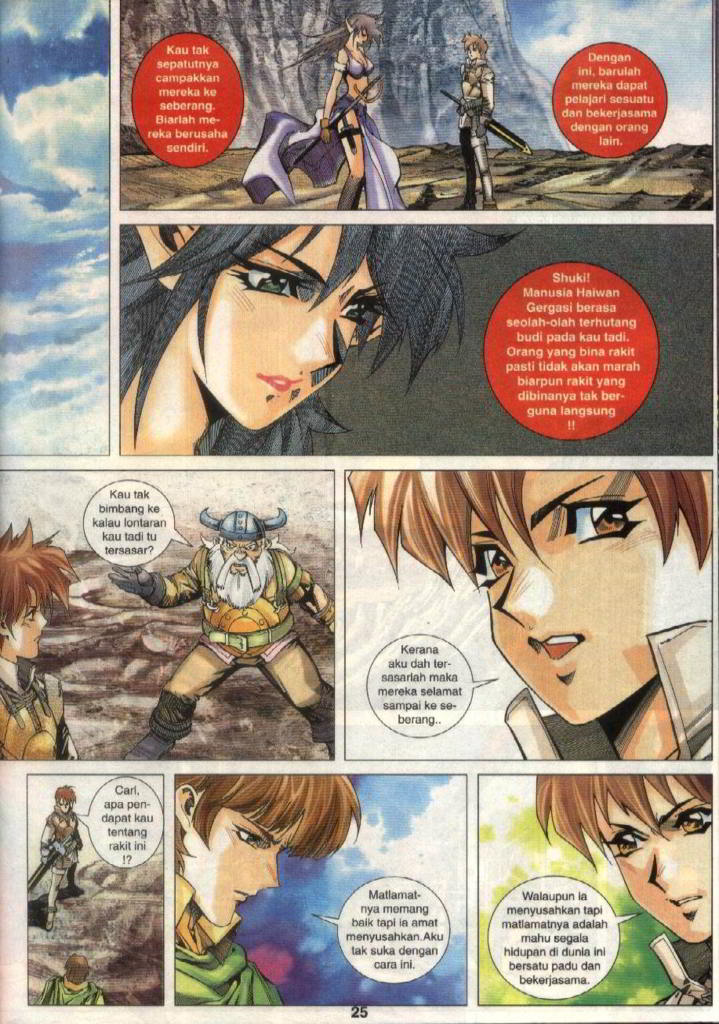 Kau tak
sepatutnya
campakkan
mereka ke
seberang.
Biarlah me-
reka berusaha
sendiri.
Dengan
ini, barulah
mereka dapat
pelajari sesuatu
dan bekerjasama
dengan orang
lain.
Shuki!
Manusia Haiwan
Gergasi berasa
seolah-olah terhutang
budi pada kau tadi.
Orang yang bina rakit
pasti tidak akan marah
biarpun rakit yang
dibinanya tak ber-
guna langsung
!!
Kau tak
bimbang ke
kalau lontaran
kau tadi tu
tersasar?
Kerana
aku dah ter-
sasarlah maka
mereka selamat
sampai ke se-
berang..
Carl,
apa pen-
dapat kau
tentang
rakit ini
!?
Matlamat-
nya memang
baik tapi ia amat
menyusahkan.Aku
tak suka dengan
cara ini.
Walaupun ia
menyusahkan tapi
matlamatnya adalah
mahu segala
hidupan di dunia ini
bersatu padu dan
bekerjasama.
25